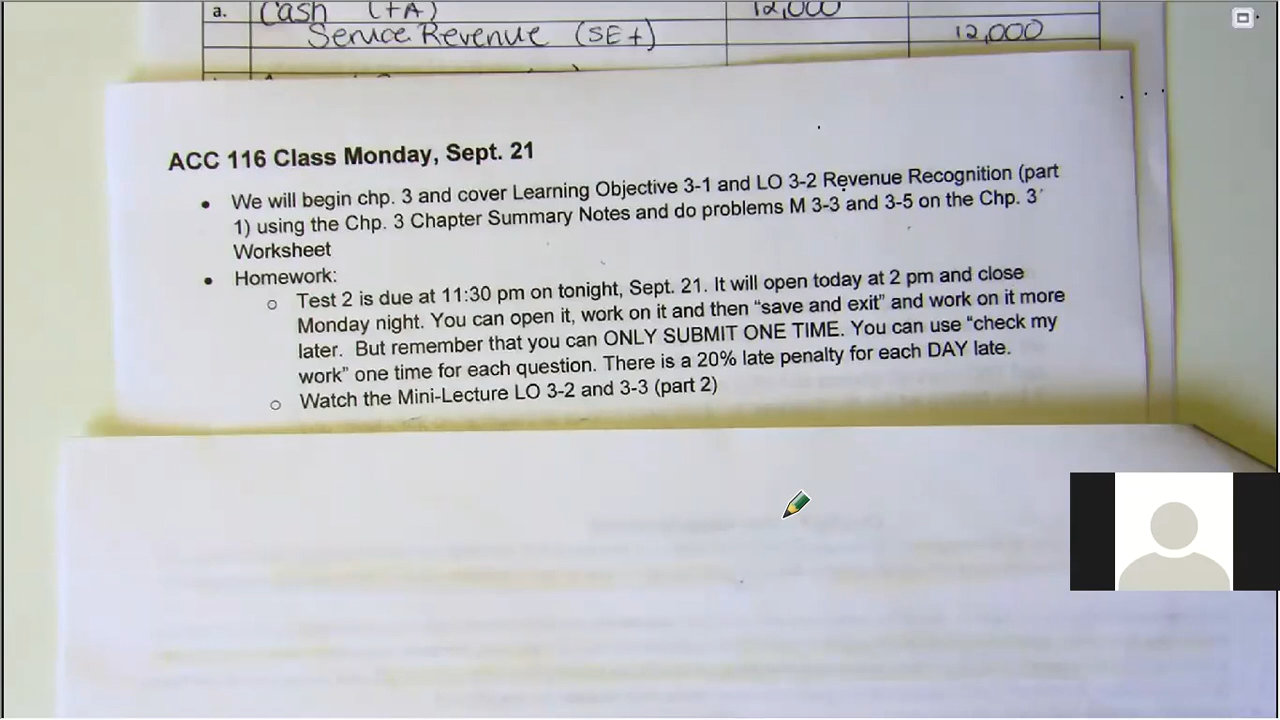 a. Cash (+A) 12,000
Service Revenue (SE+) 12,000
ACC 116 Class Monday, Sept. 21
• We will begin chp. 3 and cover Learning Objective 3-1 and LO 3-2 Revenue Recognition (part
1) using the Chp. 3 Chapter Summary Notes and do problems M 3-3 and 3-5 on the Chp. 3
Worksheet
• Homework:
o Test 2 is due at 11:30 pm on tonight, Sept. 21. It will open today at 2 pm and close
Monday night. You can open it, work on it and then “save and exit” and work on it more
later. But remember that you can ONLY SUBMIT ONE TIME. You can use “check my
work” one time for each question. There is a 20% late penalty for each DAY late.
o Watch the Mini-Lecture LO 3-2 and 3-3 (part 2)